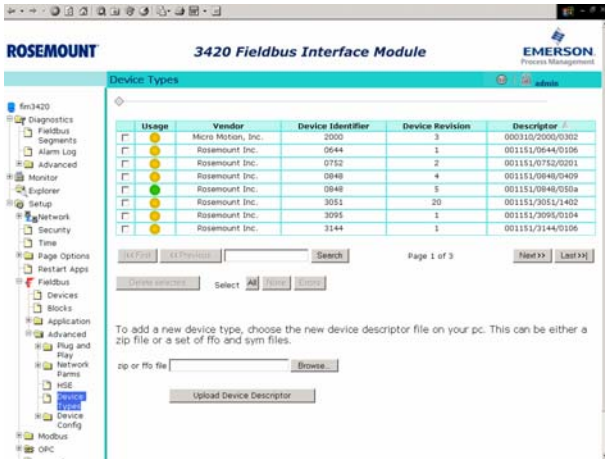 ROSEMOUNT
3420 Fieldbus Interface Module
EMERSON
Process Management
Device Types
admin
fim3420
Diagnostics
Fieldbus
Segments
Alarm Log
Advanced
Monitor
Explorer
Setup
Network
Security
Time
Page Options
Restart Apps
Fieldbus
Devices
Blocks
Application
Advanced
Plug and
Play
Network
Parms
HSE
Device
Types
Device
Config
Modbus
OPC
Usage Vendor Device Identifier Device Revision Descriptor
Micro Motion, Inc. 2000 3 000310/2000/0302
Rosemount Inc. 0644 1 001151/0644/0106
Rosemount Inc. 0752 2 001151/0752/0201
Rosemount Inc. 0848 4 001151/0848/0409
Rosemount Inc. 0848 5 001151/0848/050a
Rosemount Inc. 3051 20 001151/3051/1402
Rosemount Inc. 3095 1 001151/3095/0104
Rosemount Inc. 3144 1 001151/3144/0106
|<< First << Previous Search Page 1 of 3 Next >> Last >>|
Delete selected Select All None Errors
To add a new device type, choose the new device descriptor file on your pc. This can be either a
zip file or a set of ffo and sym files.
zip or ffo file Browse...
Upload Device Descriptor